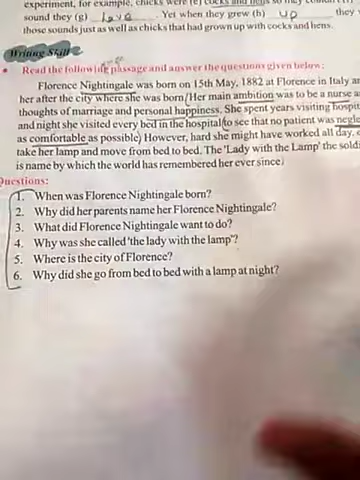 experiment, for example, chicks were (e) cocks and hens so they
sound they (g) love. Yet when they grew (h) up they
those sounds just as well as chicks that had grown up with cocks and hens.
Writing Skill
• Read the following passage and answer the questions given below:
Florence Nightingale was born on 15th May, 1882 at Florence in Italy
her after the city where she was born/Her main ambition was to be a nurse
thoughts of marriage and personal happiness. She spent years visiting hospit
and night she visited every bed in the hospital(to see that no patient was negle
as comfortable as possible) However, hard she might have worked all day,
take her lamp and move from bed to bed. The 'Lady with the Lamp' the sold
is name by which the world has remembered her ever since)
Questions:
1. When was Florence Nightingale born?
2. Why did her parents name her Florence Nightingale?
3. What did Florence Nightingale want to do?
4. Why was she called 'the lady with the lamp"?
5. Where is the city of Florence?
6. Why did she go from bed to bed with a lamp at night?